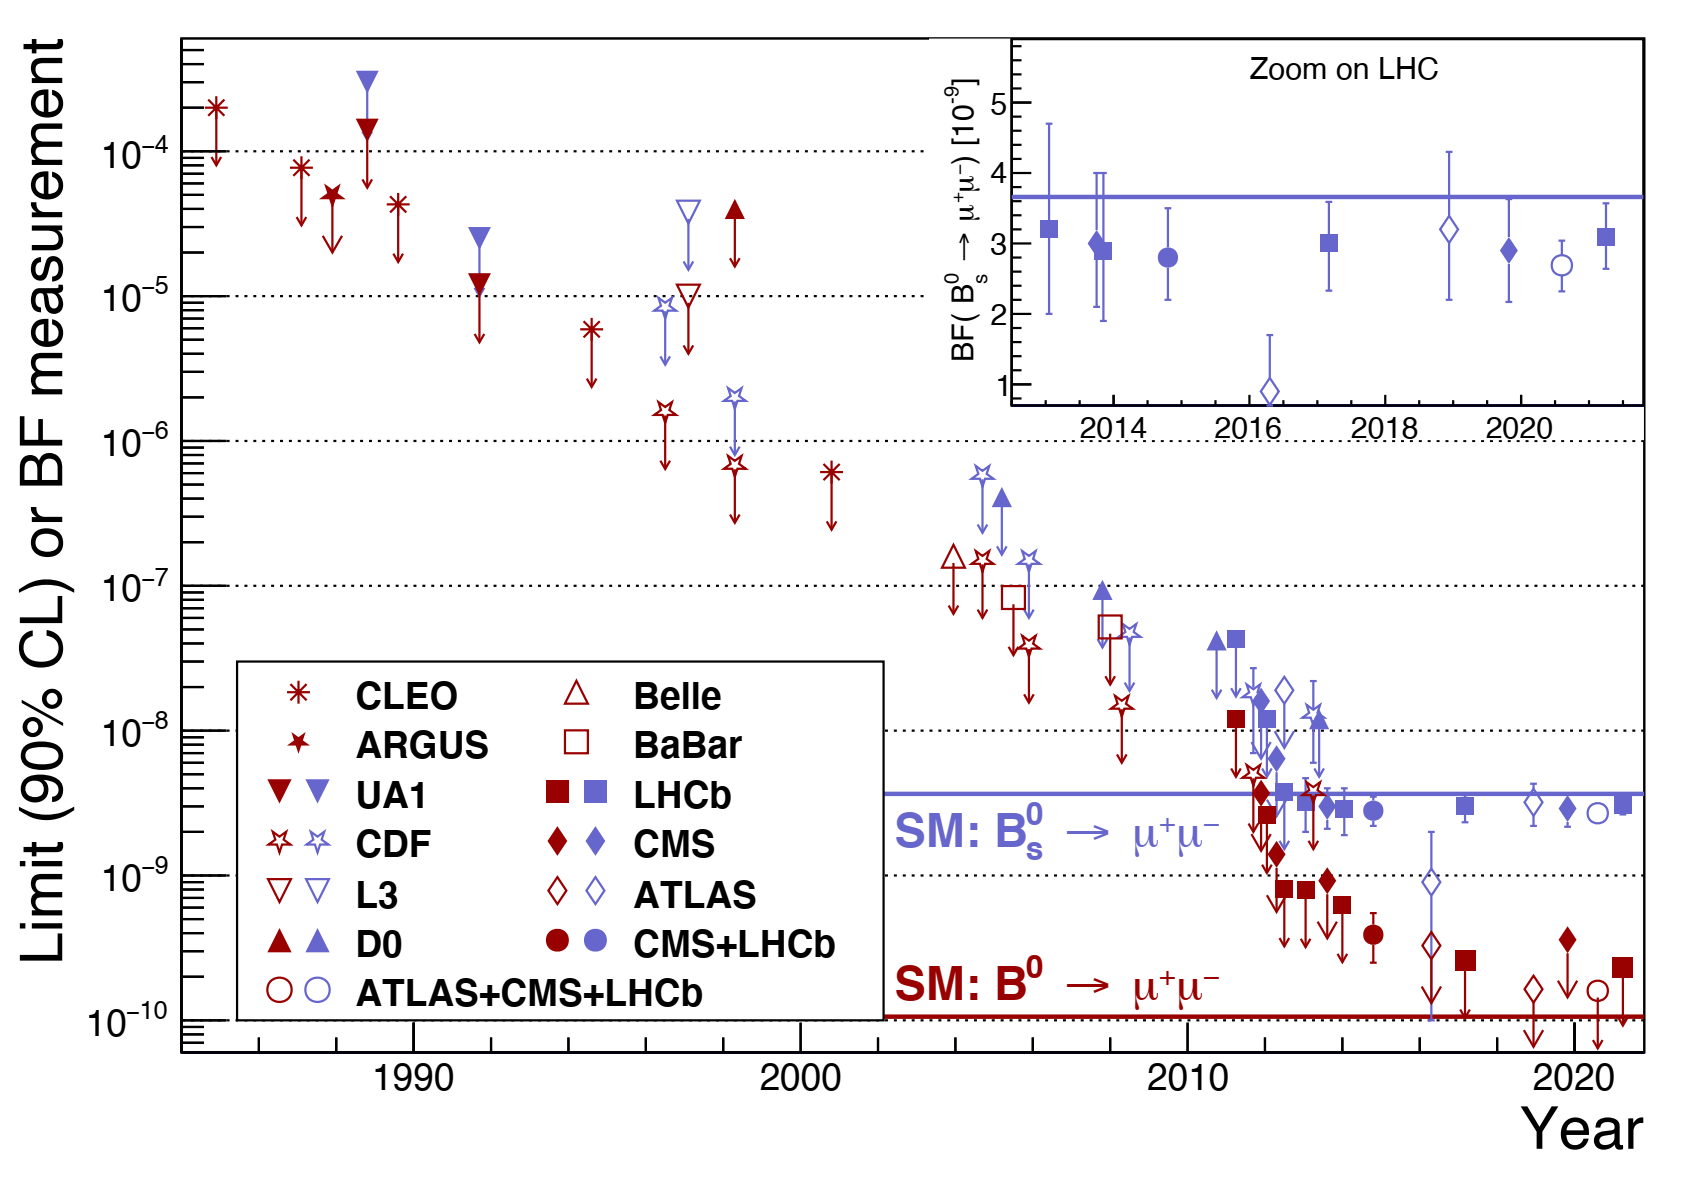 Limit (90% CL) or BF measurement
10⁻⁴
10⁻⁵
10⁻⁶
10⁻⁷
10⁻⁸
10⁻⁹
10⁻¹⁰
Zoom on LHC
BF( B⁰ₛ → μ⁺μ⁻) [10⁻⁹]
5
4
3
2
1
2014 2016 2018 2020
CLEO Belle
ARGUS BaBar
UA1 LHCb
CDF CMS
L3 ATLAS
D0 CMS+LHCb
ATLAS+CMS+LHCb
SM: B⁰ₛ → μ⁺μ⁻
SM: B⁰ → μ⁺μ⁻
1990 2000 2010 2020
Year